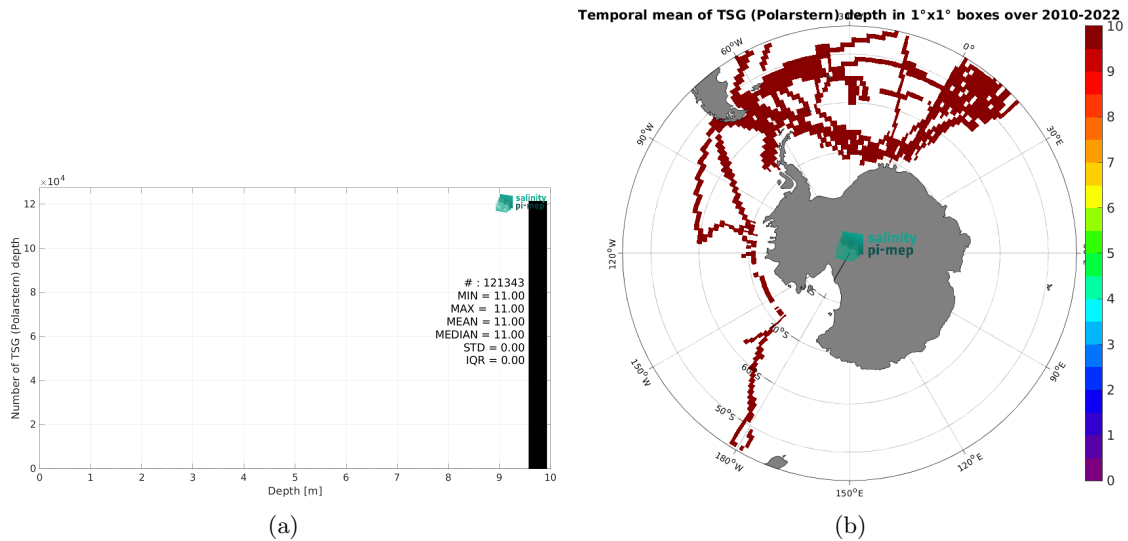 ×10⁴
12
10
8
6
4
2
0
0 1 2 3 4 5 6 7 8 9 10
Number of TSG (Polarstern) depth
Depth [m]
salinity
pi-mep
# : 121343
MIN = 11.00
MAX = 11.00
MEAN = 11.00
MEDIAN = 11.00
STD = 0.00
IQR = 0.00
(a)
Temporal mean of TSG (Polarstern) depth in 1°x1° boxes over 2010-2022
60°W
0°
90°W
30°E
120°W
150°W
90°E
180°W
120°E
150°E
70°S
60°S
50°S
salinity
pi-mep
10
9
8
7
6
5
4
3
2
1
0
(b)